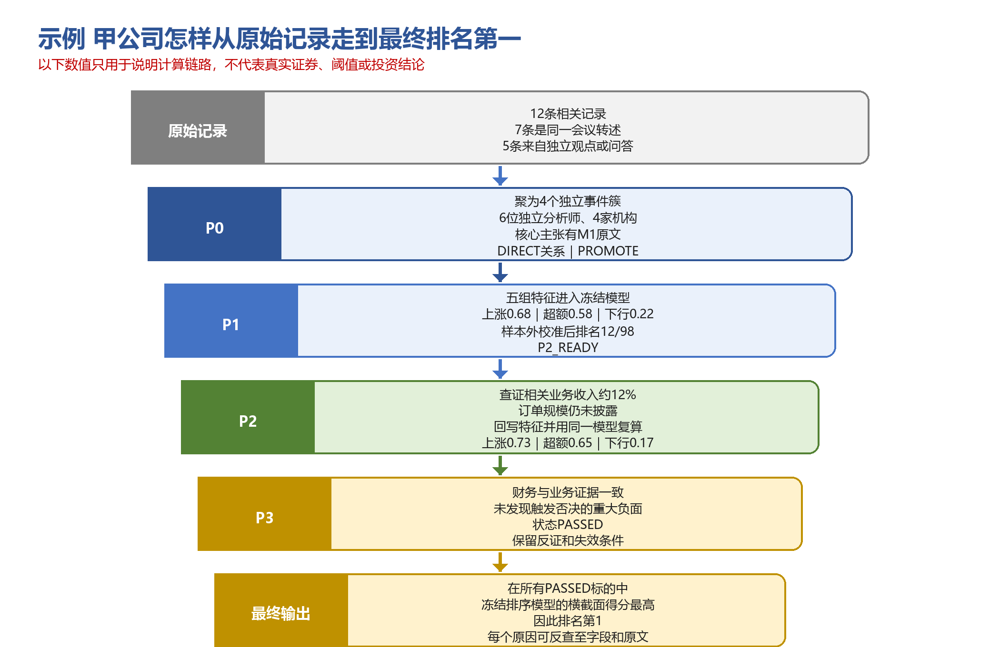 示例 甲公司怎样从原始记录走到最终排名第一
以下数值只用于说明计算链路，不代表真实证券、阈值或投资结论
原始记录
12条相关记录
7条是同一会议转述
5条来自独立观点或问答
P0
聚为4个独立事件簇
6位独立分析师、4家机构
核心主张有M1原文
DIRECT关系｜PROMOTE
P1
五组特征进入冻结模型
上涨0.68｜超额0.58｜下行0.22
样本外校准后排名12/98
P2_READY
P2
查证相关业务收入约12%
订单规模仍未披露
回写特征并用同一模型复算
上涨0.73｜超额0.65｜下行0.17
P3
财务与业务证据一致
未发现触发否决的重大负面
状态PASSED
保留反证和失效条件
最终输出
在所有PASSED标的中
冻结排序模型的横截面得分最高
因此排名第1
每个原因可反查至字段和原文